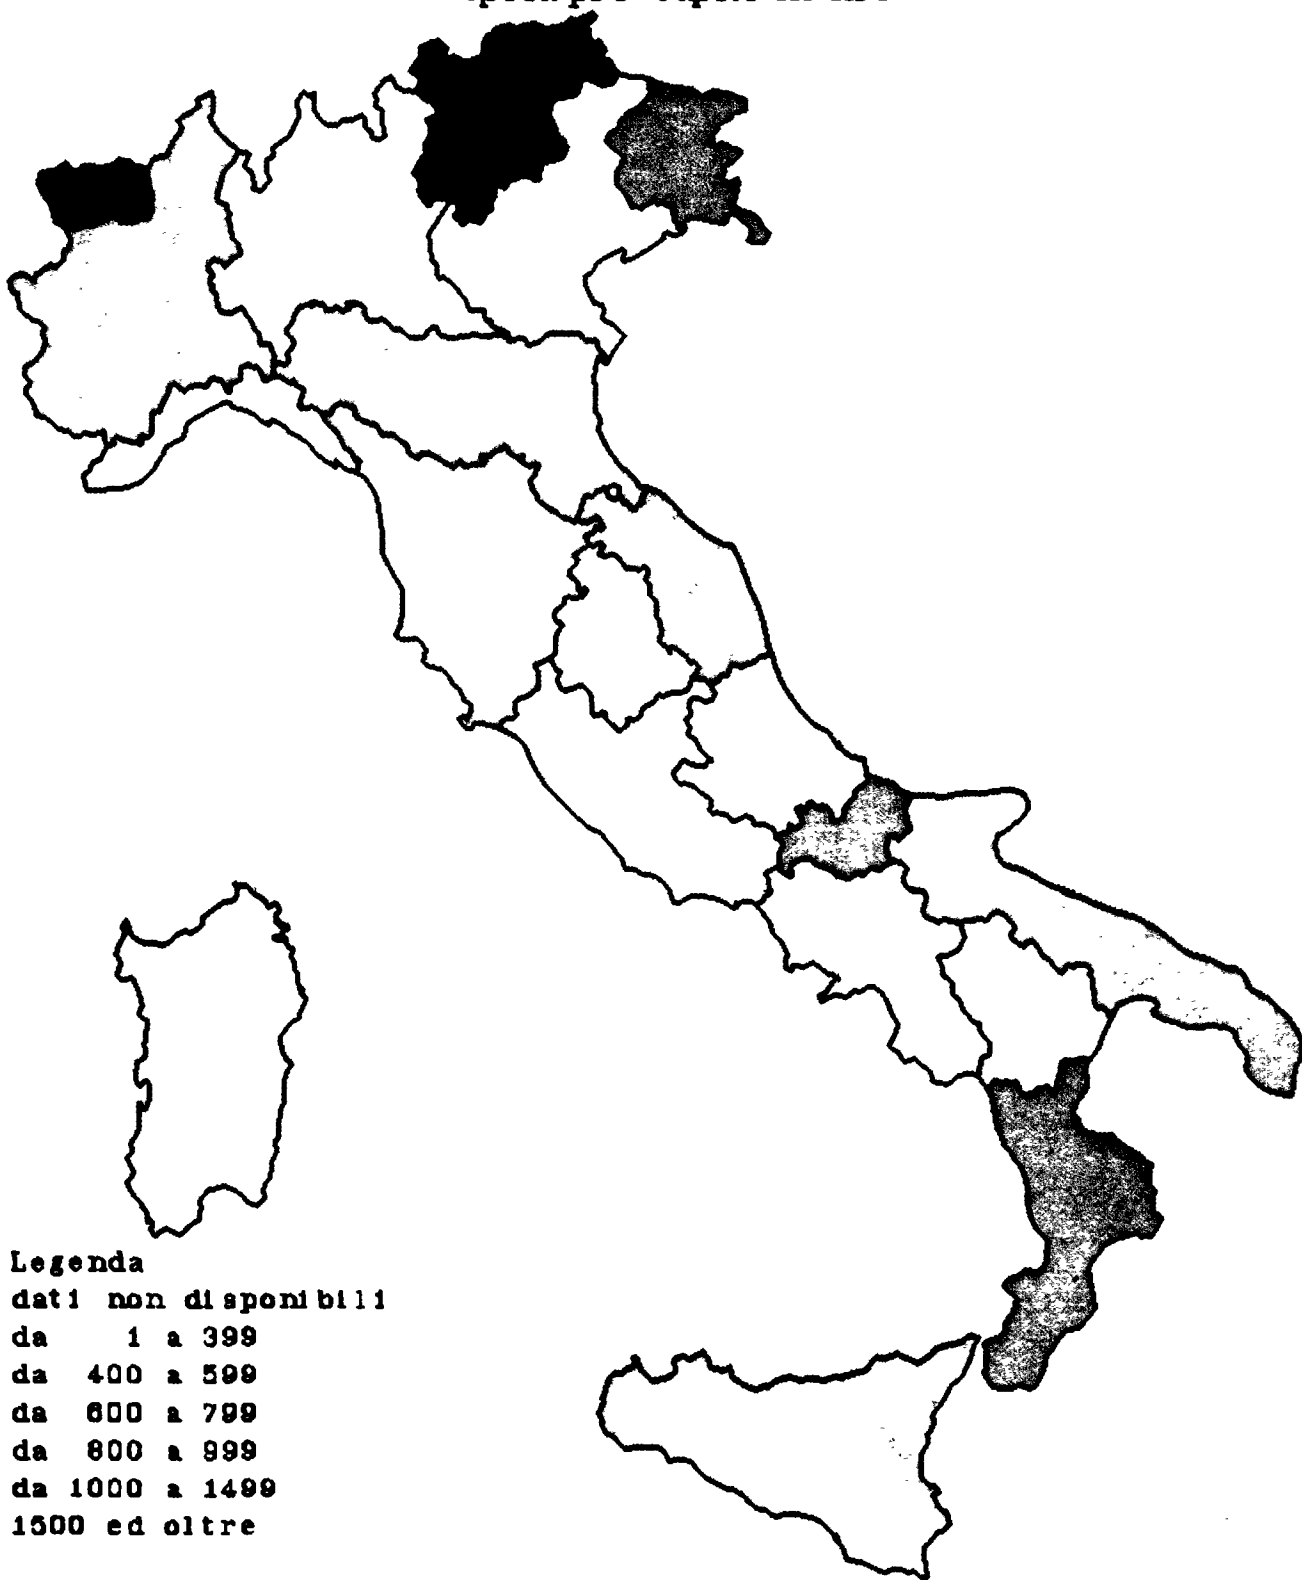 Legenda
dati non disponibili
da 1 a 399
da 400 a 599
da 600 a 799
da 800 a 999
da 1000 a 1499
1500 ed oltre